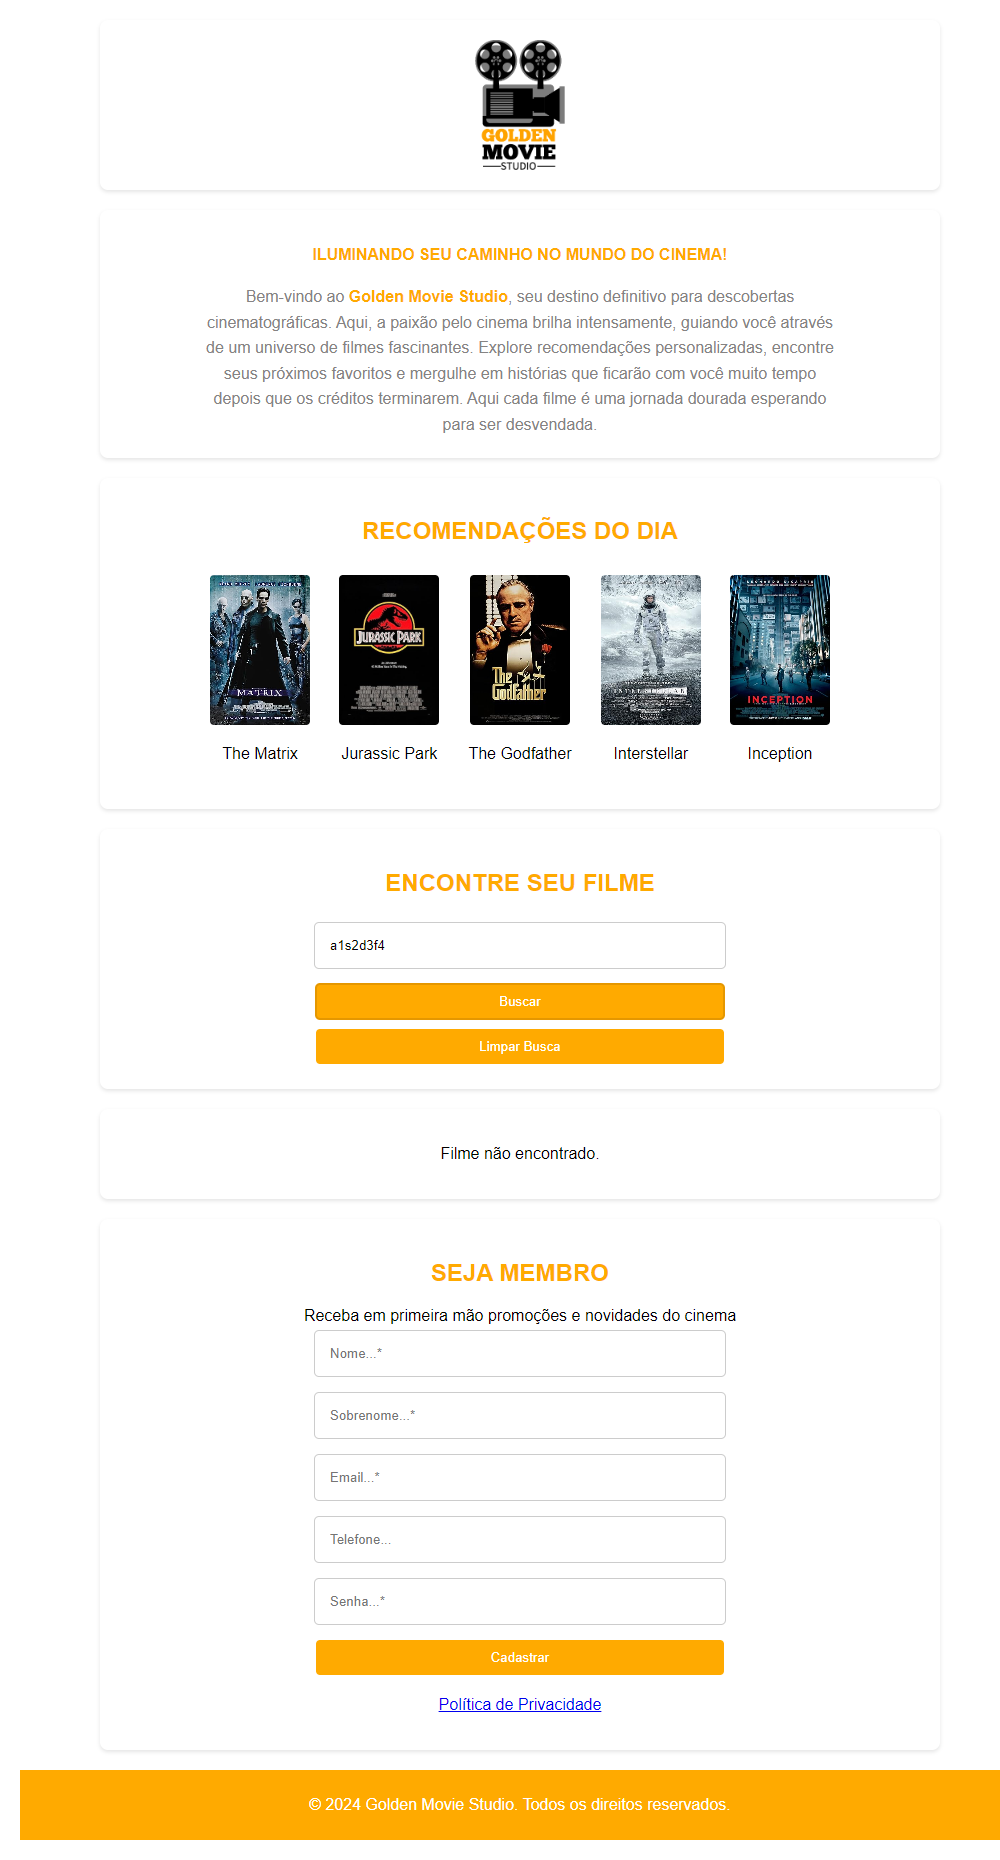 GOLDEN
MOVIE
STUDIO
ILUMINANDO SEU CAMINHO NO MUNDO DO CINEMA!
Bem-vindo ao Golden Movie Studio, seu destino definitivo para descobertas
cinematográficas. Aqui, a paixão pelo cinema brilha intensamente, guiando você através
de um universo de filmes fascinantes. Explore recomendações personalizadas, encontre
seus próximos favoritos e mergulhe em histórias que ficarão com você muito tempo
depois que os créditos terminarem. Aqui cada filme é uma jornada dourada esperando
para ser desvendada.
RECOMENDAÇÕES DO DIA
MATRIX
JURASSIC PARK
The
Godfather
INTERSTELLAR
INCEPTION
The Matrix
Jurassic Park
The Godfather
Interstellar
Inception
ENCONTRE SEU FILME
a1s2d3f4
Buscar
Limpar Busca
Filme não encontrado.
SEJA MEMBRO
Receba em primeira mão promoções e novidades do cinema
Nome...*
Sobrenome...*
Email...*
Telefone...
Senha...*
Cadastrar
Política de Privacidade
© 2024 Golden Movie Studio. Todos os direitos reservados.